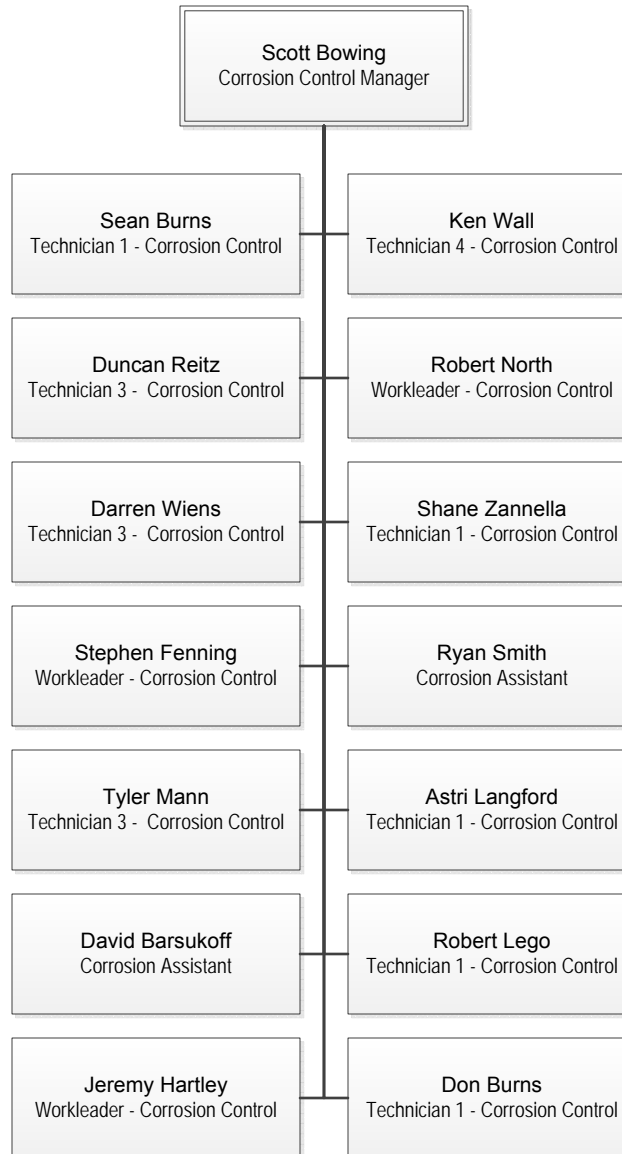 Scott Bowing
Corrosion Control Manager
Sean Burns
Technician 1 - Corrosion Control
Ken Wall
Technician 4 - Corrosion Control
Duncan Reitz
Technician 3 -  Corrosion Control
Robert North
Workleader - Corrosion Control
Darren Wiens
Technician 3 -  Corrosion Control
Shane Zannella
Technician 1 - Corrosion Control
Stephen Fenning
Workleader - Corrosion Control
Ryan Smith
Corrosion Assistant
Tyler Mann
Technician 3 -  Corrosion Control
Astri Langford
Technician 1 - Corrosion Control
David Barsukoff
Corrosion Assistant
Robert Lego
Technician 1 - Corrosion Control
Jeremy Hartley
Workleader - Corrosion Control
Don Burns
Technician 1 - Corrosion Control